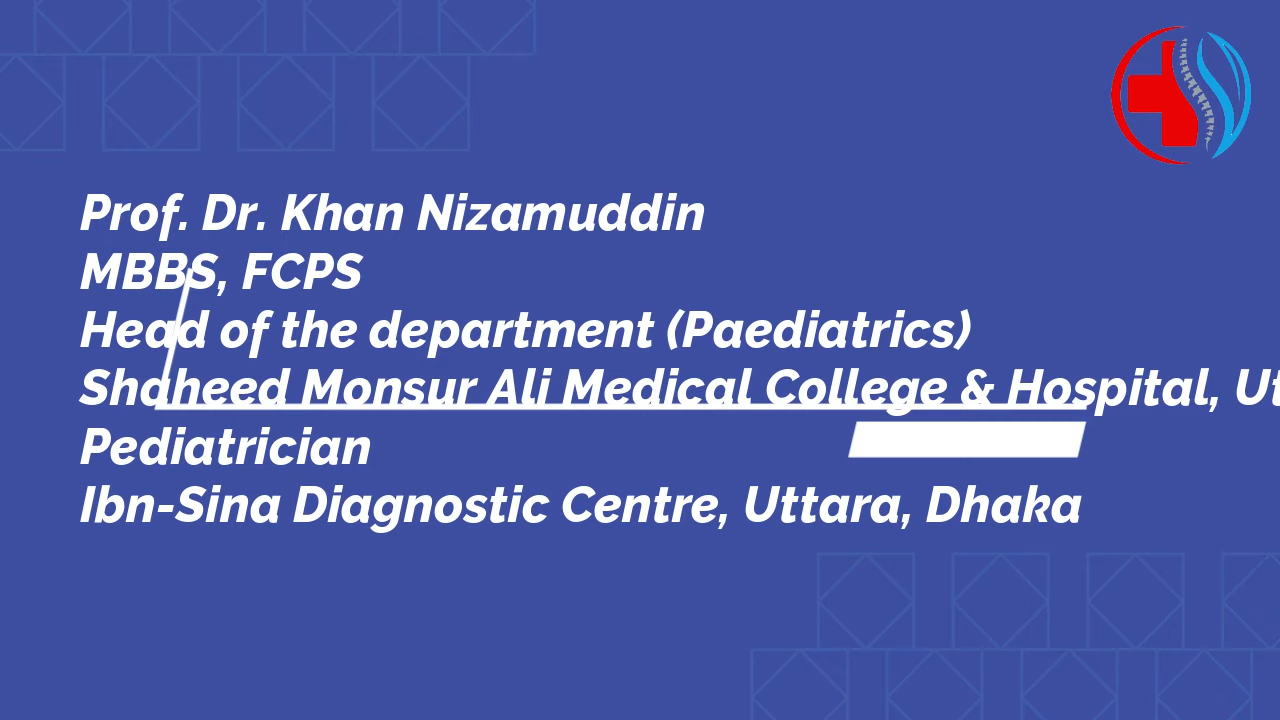 Prof. Dr. Khan Nizamuddin
MBBS, FCPS
Head of the department (Paediatrics)
Shaheed Monsur Ali Medical College & Hospital,
Pediatrician
Ibn-Sina Diagnostic Centre, Uttara, Dhaka